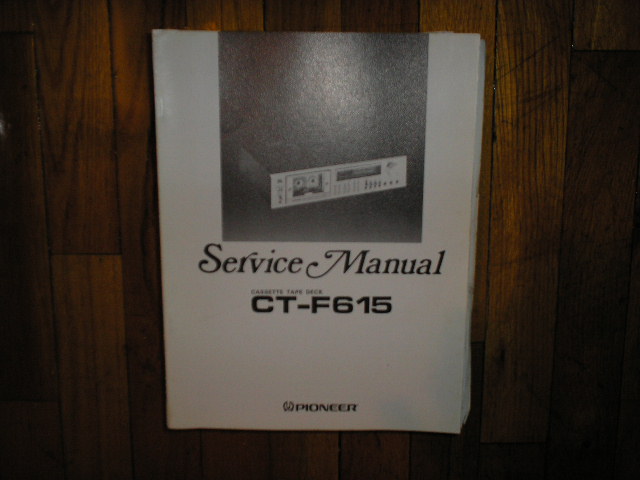 Service Manual
CASSETTE TAPE DECK
CT-F615
PIONEER